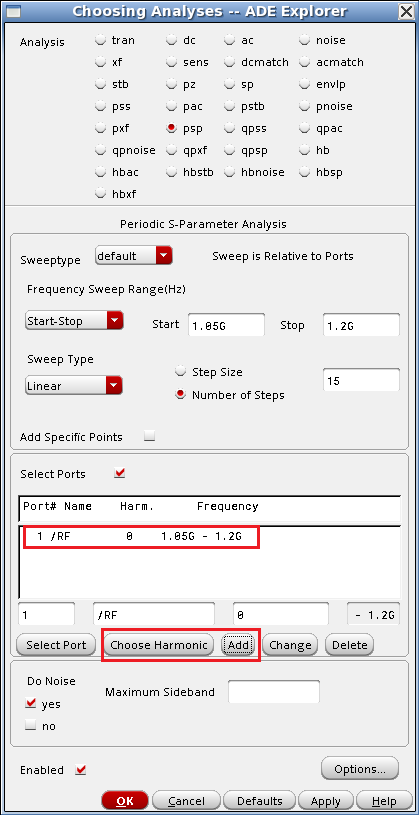 Choosing Analyses -- ADE Explorer
Analysis tran dc ac noise
xf sens dcmatch acmatch
stb pz sp envlp
pss pac pstb pnoise
pxf psp qpss qpac
qpnoise qpxf qpsp hb
hbac hbstb hbnoise hbsp
hbxf
Periodic S-Parameter Analysis
Sweeptype default Sweep is Relative to Ports
Frequency Sweep Range(Hz)
Start-Stop Start 1.05G Stop 1.2G
Sweep Type
Step Size
Linear 15
Number of Steps
Add Specific Points
Select Ports
Port# Name Harm. Frequency
1 /RF 0 1.05G - 1.2G
1 /RF 0 - 1.2G
Select Port Choose Harmonic Add Change Delete
Do Noise
Maximum Sideband
yes
no
Enabled Options...
OK Cancel Defaults Apply Help